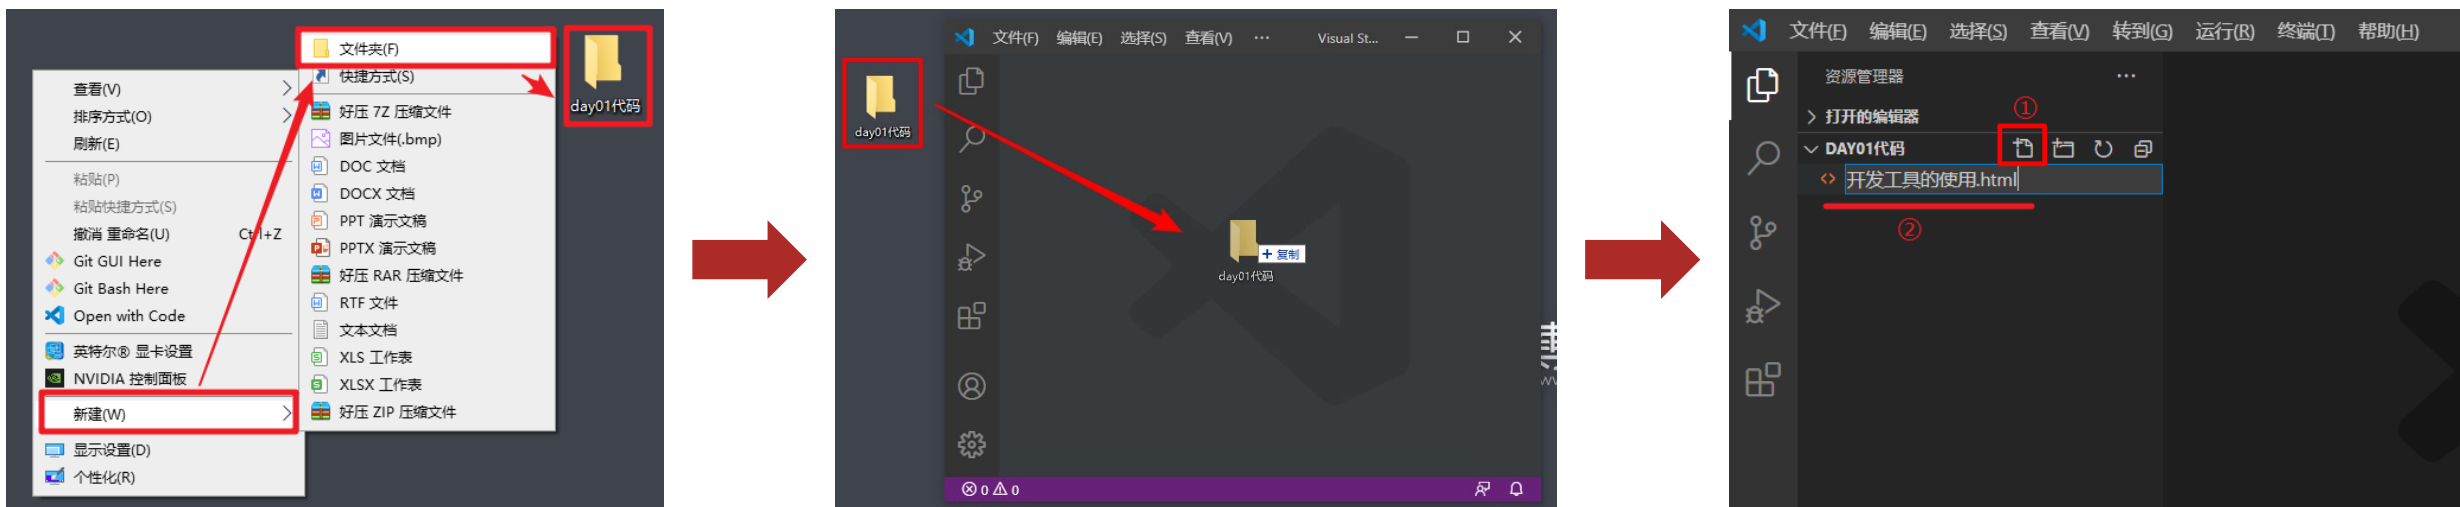 查看(V)
排序方式(O)
刷新(E)
粘贴(P)
粘贴快捷方式(S)
撤消 重命名(U) Ctrl+Z
Git GUI Here
Git Bash Here
Open with Code
英特尔® 显卡设置
NVIDIA 控制面板
新建(W)
显示设置(D)
个性化(R)
文件夹(F)
快捷方式(S)
好压 7Z 压缩文件
图片文件(.bmp)
DOC 文档
DOCX 文档
PPT 演示文稿
PPTX 演示文稿
好压 RAR 压缩文件
RTF 文件
文本文档
XLS 工作表
XLSX 工作表
好压 ZIP 压缩文件
day01代码
day01代码
文件(F) 编辑(E) 选择(S) 查看(V) ··· Visual St...
+ 复制
day01代码
0 0
文件(F) 编辑(E) 选择(S) 查看(V) 转到(G) 运行(R) 终端(T) 帮助(H)
资源管理器 ···
①
打开的编辑器
DAY01代码
开发工具的使用.html
②